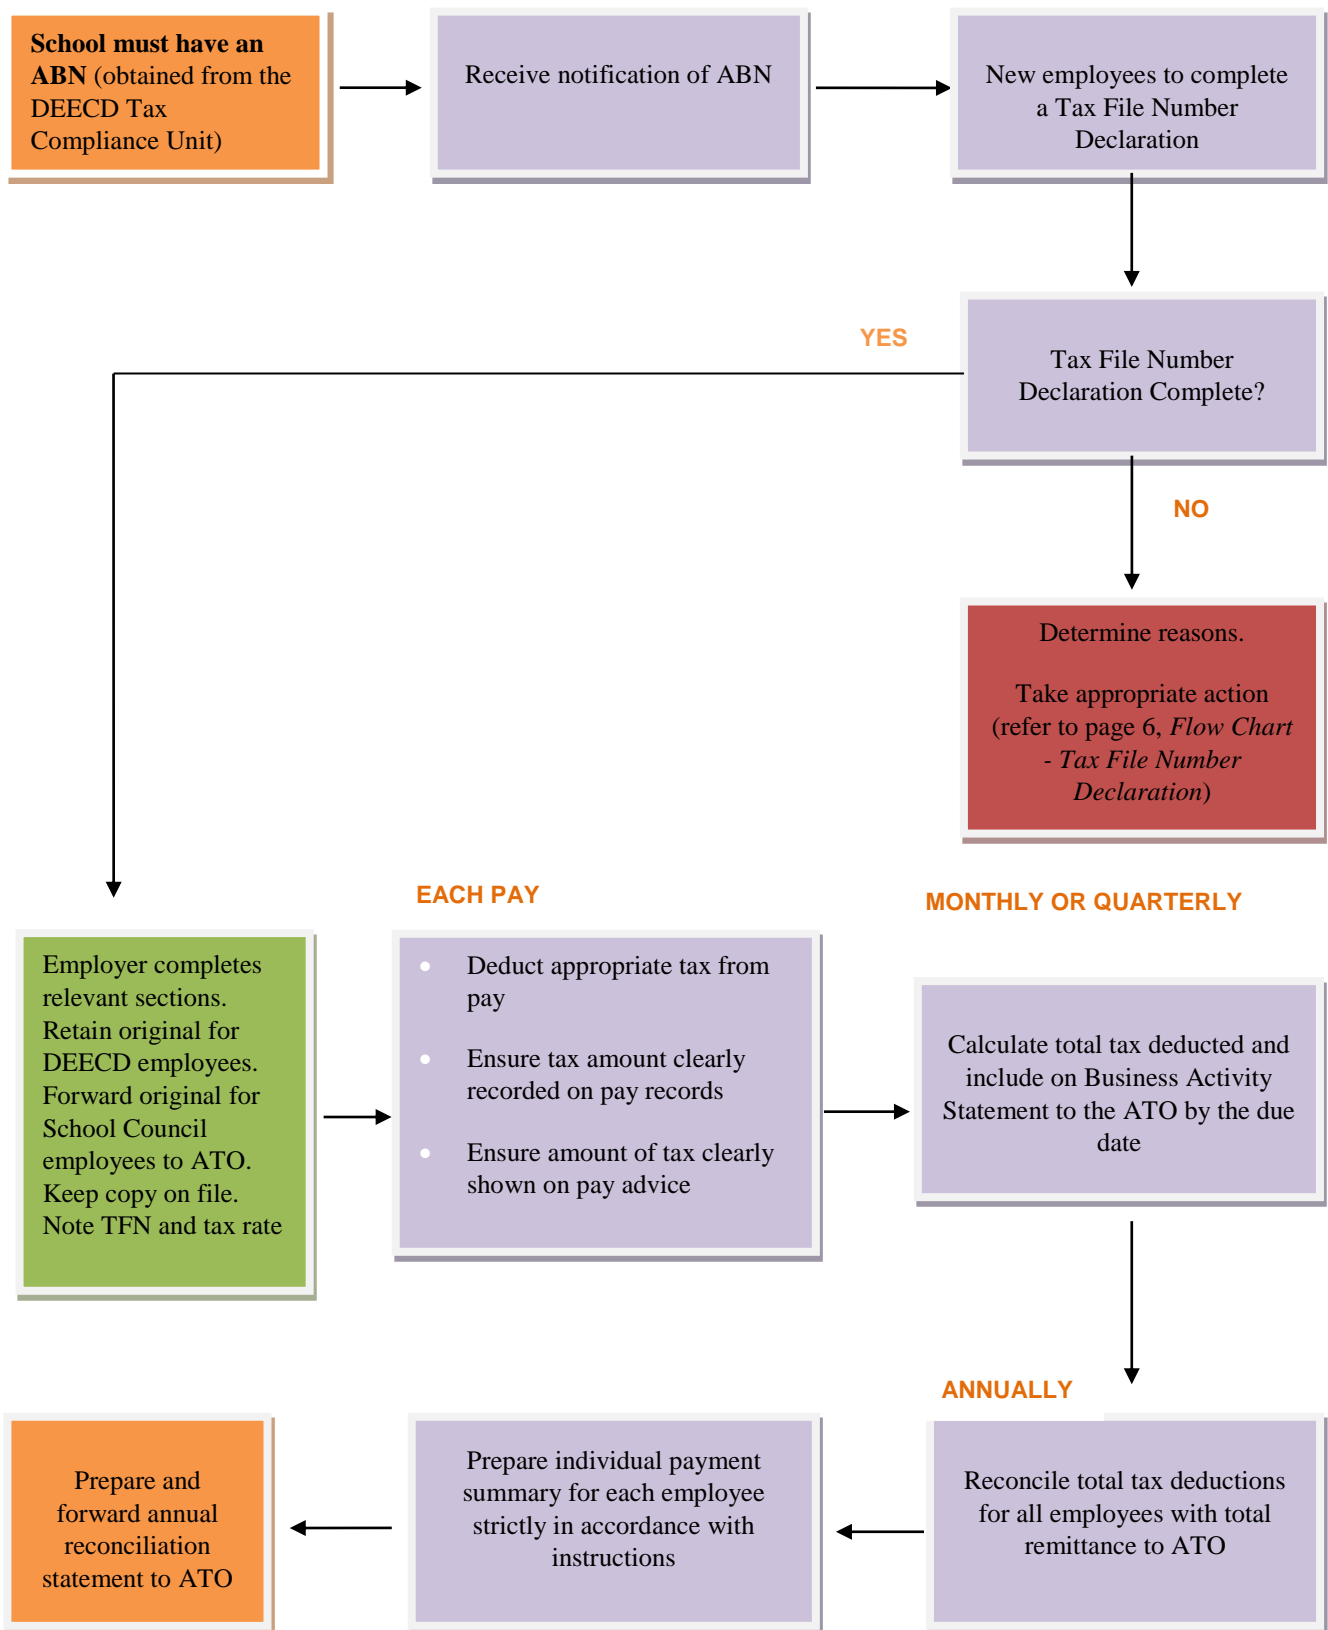 School must have an
ABN (obtained from the
DEECD Tax
Compliance Unit)
Receive notification of ABN
New employees to complete
a Tax File Number
Declaration
YES
Tax File Number
Declaration Complete?
NO
Determine reasons.
Take appropriate action
(refer to page 6, Flow Chart
- Tax File Number
Declaration)
Employer completes
relevant sections.
Retain original for
DEECD employees.
Forward original for
School Council
employees to ATO.
Keep copy on file.
Note TFN and tax rate
EACH PAY
• Deduct appropriate tax from
pay
• Ensure tax amount clearly
recorded on pay records
• Ensure amount of tax clearly
shown on pay advice
MONTHLY OR QUARTERLY
Calculate total tax deducted and
include on Business Activity
Statement to the ATO by the due
date
ANNUALLY
Reconcile total tax deductions
for all employees with total
remittance to ATO
Prepare individual payment
summary for each employee
strictly in accordance with
instructions
Prepare and
forward annual
reconciliation
statement to ATO